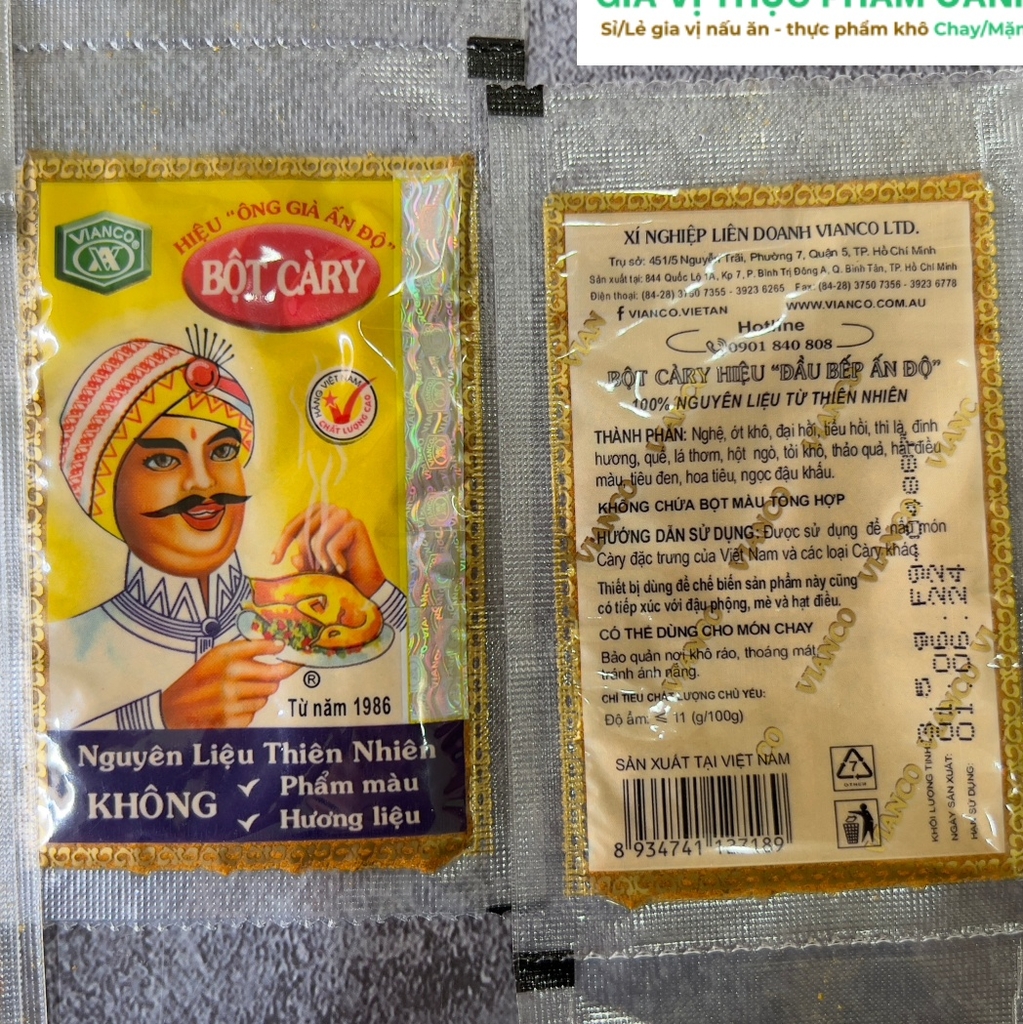 GIA VỊ THỰC PHẨM OANH
Sỉ/Lẻ gia vị nấu ăn - thực phẩm khô Chay/Mặn
VIANCO
HIỆU "ÔNG GIÀ ẤN ĐỘ"
BỘT CÀRY
HÀNG VIỆT NAM
CHẤT LƯỢNG CAO
®
Từ năm 1986
Nguyên Liệu Thiên Nhiên
KHÔNG ✓ Phẩm màu
✓ Hương liệu
XÍ NGHIỆP LIÊN DOANH VIANCO LTD.
Trụ sở: 451/5 Nguyễn Trãi, Phường 7, Quận 5, TP. Hồ Chí Minh
Sản xuất tại: 844 Quốc Lộ 1A, Kp 7, P. Bình Trị Đông A, Q. Bình Tân, TP. Hồ Chí Minh
Điện thoại: (84-28) 3750 7355 - 3923 6265 Fax: (84-28) 3750 7356 - 3923 6778
f VIANCO.VIETAN WWW.VIANCO.COM.AU
Hotline
0901 840 808
BỘT CÀRY HIỆU "ĐẦU BẾP ẤN ĐỘ"
100% NGUYÊN LIỆU TỪ THIÊN NHIÊN
THÀNH PHẦN: Nghệ, ớt khô, đại hồi, tiểu hồi, thì là, đinh
hương, quế, lá thơm, hột ngò, tỏi khô, thảo quả, hạt điều
màu, tiêu đen, hoa tiêu, ngọc đậu khấu.
KHÔNG CHỨA BỘT MÀU TỔNG HỢP
HƯỚNG DẪN SỬ DỤNG: Được sử dụng để nấu món
Càry đặc trưng của Việt Nam và các loại Càry khác.
Thiết bị dùng để chế biến sản phẩm này cũng
có tiếp xúc với đậu phộng, mè và hạt điều.
CÓ THỂ DÙNG CHO MÓN CHAY
Bảo quản nơi khô ráo, thoáng mát,
tránh ánh nắng.
CHỈ TIÊU CHẤT LƯỢNG CHỦ YẾU:
Độ ẩm: ≤ 11 (g/100g)
SẢN XUẤT TẠI VIỆT NAM
8 934741 127189
7
OTHER
KHỐI LƯỢNG TỊNH:
NGÀY SẢN XUẤT: 01 06 22
HẠN SỬ DỤNG: 01 06 24